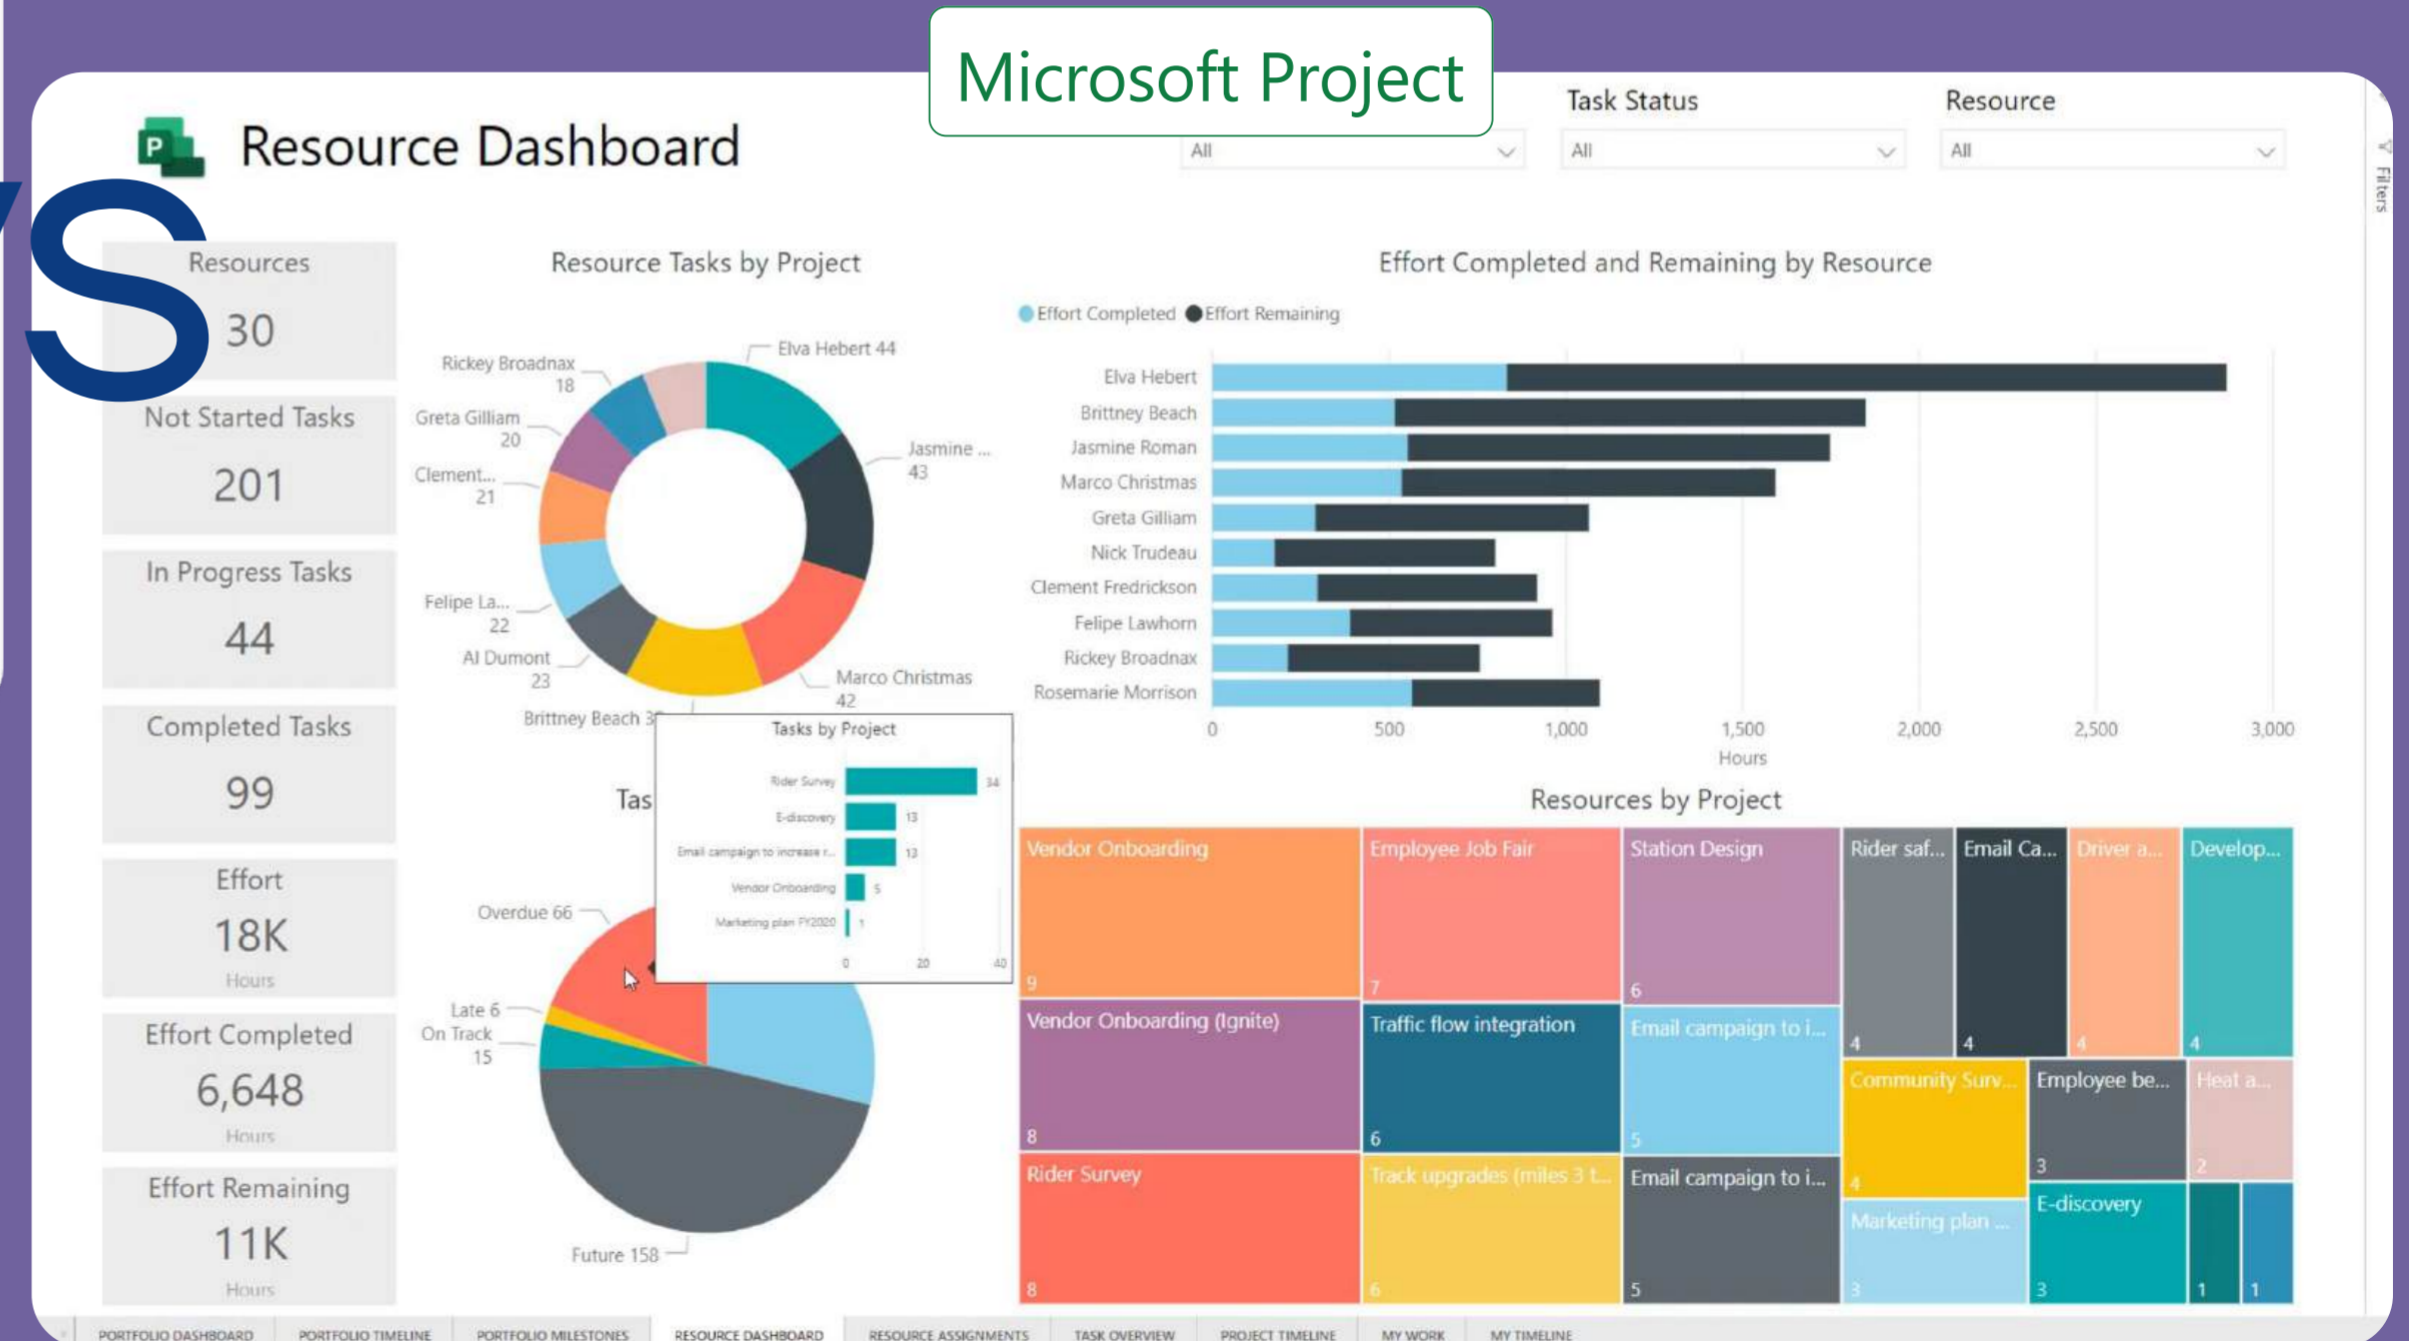 Microsoft Project
P
Resource Dashboard
All
Task Status
All
Resource
All
Filters
S
Resources
30
Not Started Tasks
201
In Progress Tasks
44
Completed Tasks
99
Effort
18K
Hours
Effort Completed
6,648
Hours
Effort Remaining
11K
Hours
Resource Tasks by Project
Elva Hebert 44
Jasmine ...
43
Marco Christmas
42
Brittney Beach
Al Dumont
23
Felipe La...
22
Clement...
21
Greta Gilliam
20
Rickey Broadnax
18
Effort Completed and Remaining by Resource
Effort Completed Effort Remaining
Elva Hebert
Brittney Beach
Jasmine Roman
Marco Christmas
Greta Gilliam
Nick Trudeau
Clement Fredrickson
Felipe Lawhorn
Rickey Broadnax
Rosemarie Morrison
0 500 1,000 1,500 2,000 2,500 3,000
Hours
Tas
Overdue 66
Late 6
On Track
15
Future 158
Tasks by Project
Rider Survey 34
E-discovery 13
Email campaign to increase r... 13
Vendor Onboarding 5
Marketing plan FY2020 1
0 20 40
Resources by Project
Vendor Onboarding
9
Vendor Onboarding (Ignite)
8
Rider Survey
8
Employee Job Fair
7
Traffic flow integration
6
Track upgrades (miles 3 t...
6
Station Design
6
Email campaign to i...
5
Email campaign to i...
5
Rider saf...
4
Email Ca...
4
Driver a...
4
Develop...
4
Community Surv...
4
Marketing plan ...
3
Employee be...
3
Heat a...
2
E-discovery
3
1
1
PORTFOLIO DASHBOARD PORTFOLIO TIMELINE PORTFOLIO MILESTONES RESOURCE DASHBOARD RESOURCE ASSIGNMENTS TASK OVERVIEW PROJECT TIMELINE MY WORK MY TIMELINE